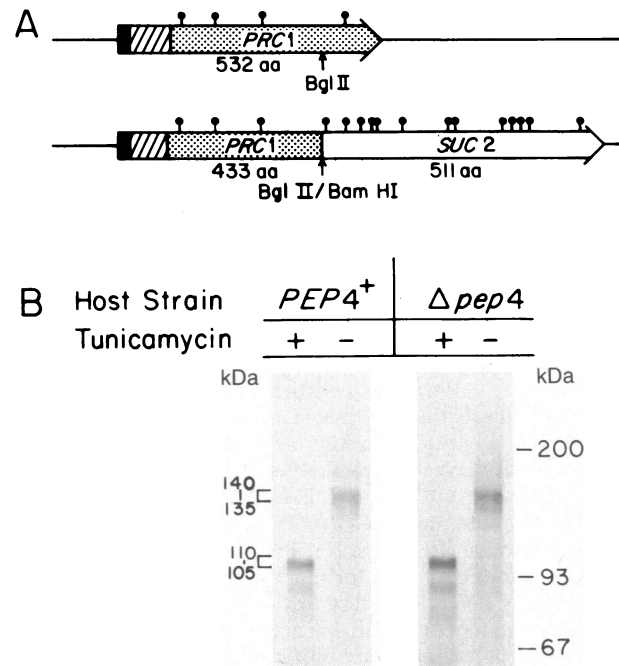 A
PRC1
532 aa
Bgl II
PRC1
SUC2
433 aa
511 aa
Bgl II / Bam HI
B
Host Strain
PEP4+
Δpep4
Tunicamycin
+ − + −
kDa
kDa
140
135
110
105
200
93
67